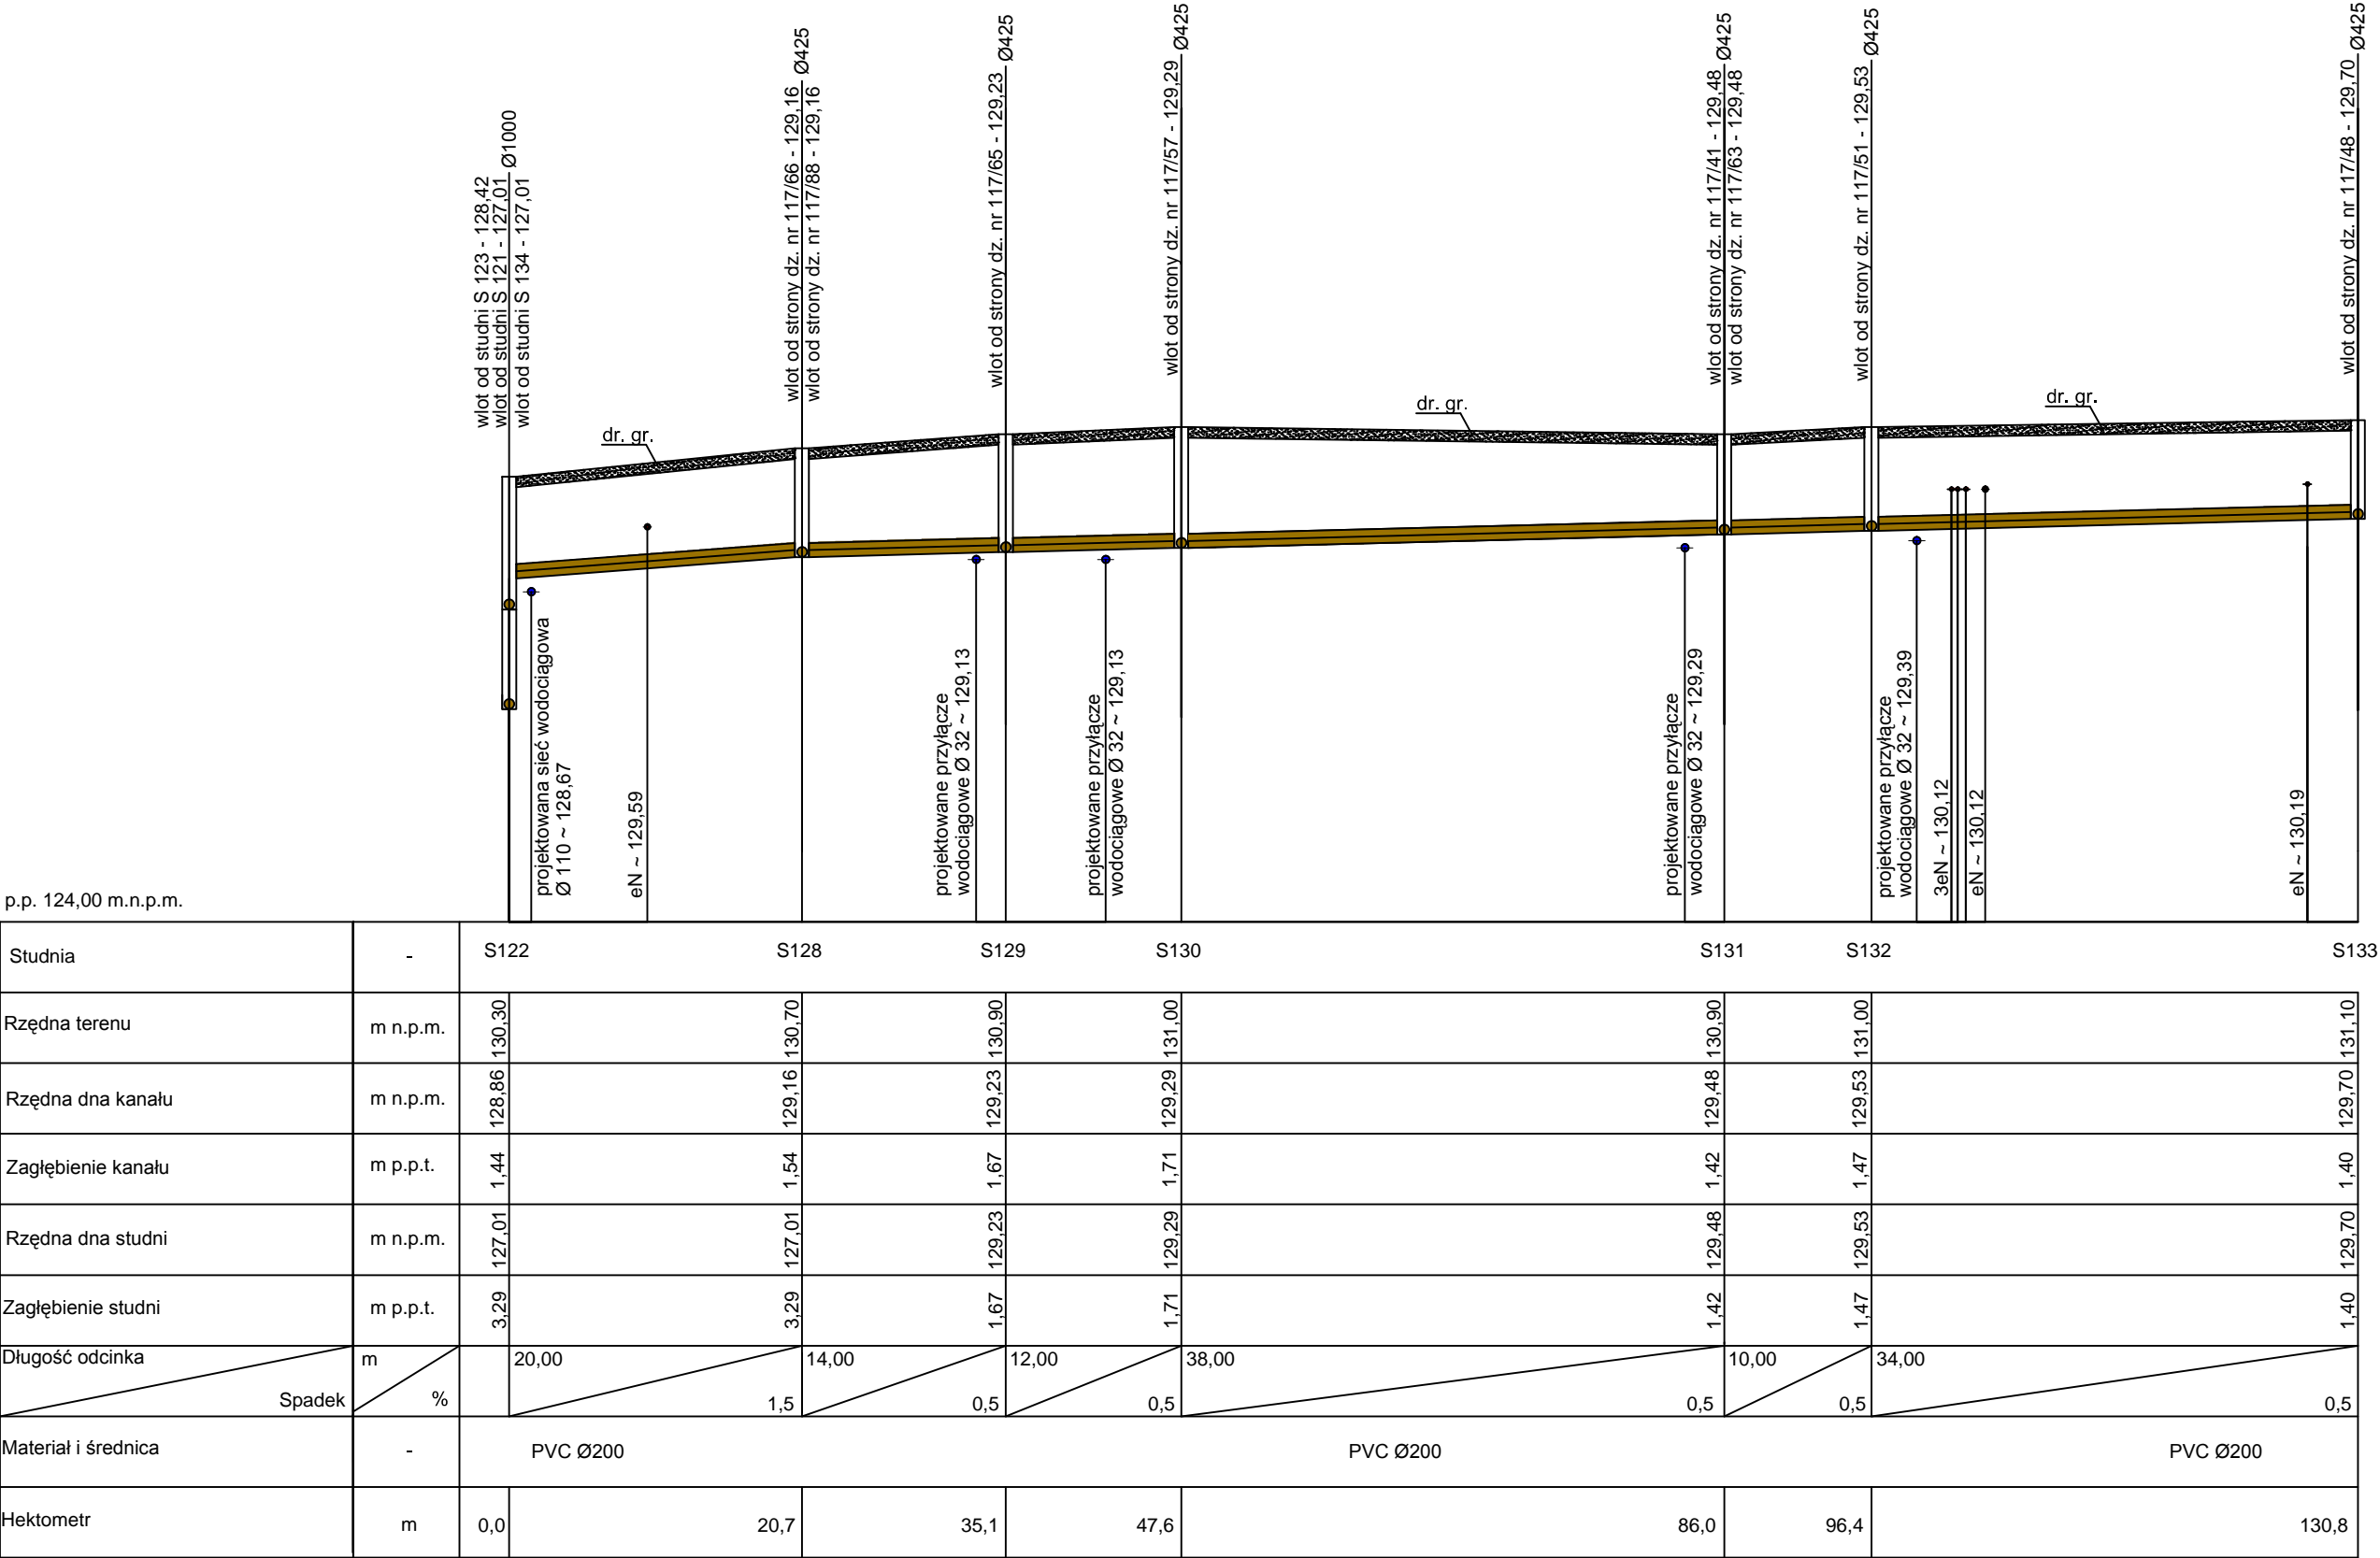 wlot od studni S 123 - 128,42
wlot od studni S 121 - 127,01
Ø1000
wlot od studni S 134 - 127,01
wlot od strony dz. nr 117/66 - 129,16
Ø425
wlot od strony dz. nr 117/88 - 129,16
wlot od strony dz. nr 117/65 - 129,23
Ø425
wlot od strony dz. nr 117/57 - 129,29
Ø425
wlot od strony dz. nr 117/41 - 129,48
Ø425
wlot od strony dz. nr 117/63 - 129,48
wlot od strony dz. nr 117/51 - 129,53
Ø425
wlot od strony dz. nr 117/48 - 129,70
Ø425
dr. gr.
dr. gr.
dr. gr.
projektowana sieć wodociągowa
Ø 110 ~ 128,67
eN ~ 129,59
projektowane przyłącze
wodociągowe Ø 32 ~ 129,13
projektowane przyłącze
wodociągowe Ø 32 ~ 129,13
projektowane przyłącze
wodociągowe Ø 32 ~ 129,29
projektowane przyłącze
wodociągowe Ø 32 ~ 129,39
3eN ~ 130,12
eN ~ 130,12
eN ~ 130,19
p.p. 124,00 m.n.p.m.
Studnia - S122 S128 S129 S130 S131 S132 S133
Rzędna terenu m n.p.m. 130,30 130,70 130,90 131,00 130,90 131,00 131,10
Rzędna dna kanału m n.p.m. 128,86 129,16 129,23 129,29 129,48 129,53 129,70
Zagłębienie kanału m p.p.t. 1,44 1,54 1,67 1,71 1,42 1,47 1,40
Rzędna dna studni m n.p.m. 127,01 127,01 129,23 129,29 129,48 129,53 129,70
Zagłębienie studni m p.p.t. 3,29 3,29 1,67 1,71 1,42 1,47 1,40
Długość odcinka m 20,00 14,00 12,00 38,00 10,00 34,00
Spadek % 1,5 0,5 0,5 0,5 0,5 0,5
Materiał i średnica - PVC Ø200 PVC Ø200 PVC Ø200
Hektometr m 0,0 20,7 35,1 47,6 86,0 96,4 130,8